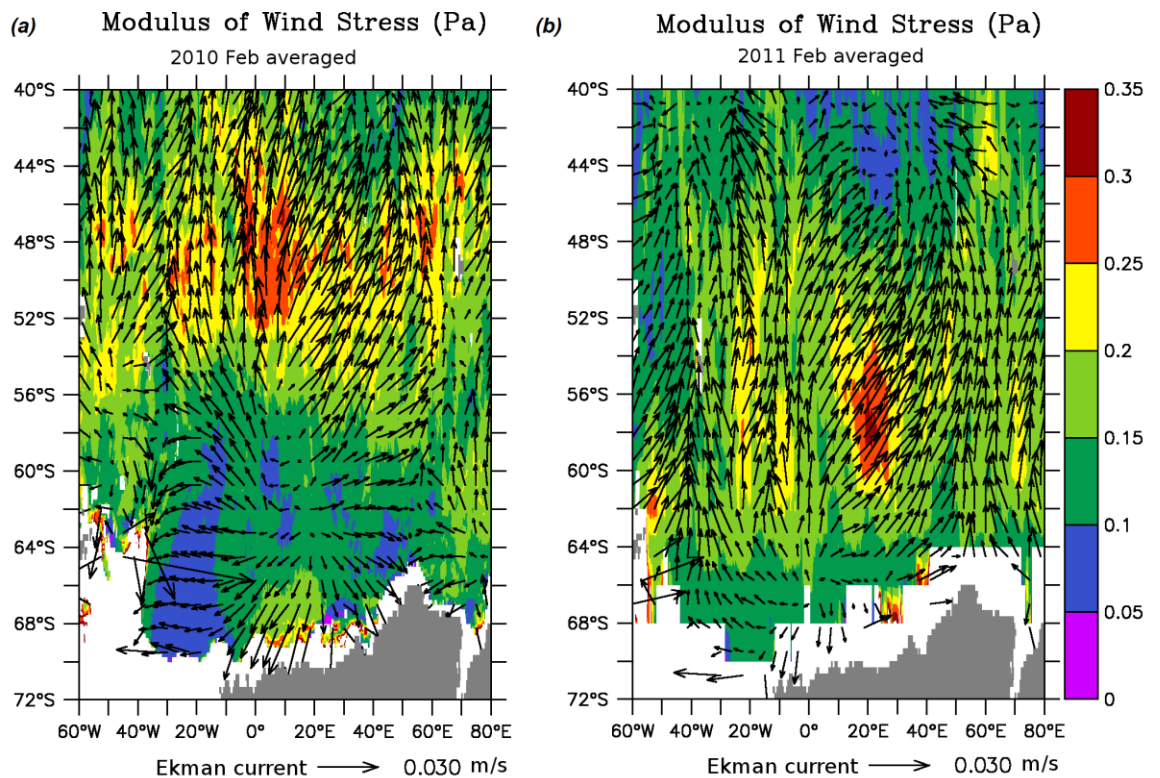 (a) Modulus of Wind Stress (Pa)
2010 Feb averaged
40°S
44°S
48°S
52°S
56°S
60°S
64°S
68°S
72°S
60°W 40°W 20°W 0° 20°E 40°E 60°E 80°E
Ekman current 0.030 m/s
(b) Modulus of Wind Stress (Pa)
2011 Feb averaged
40°S
44°S
48°S
52°S
56°S
60°S
64°S
68°S
72°S
60°W 40°W 20°W 0° 20°E 40°E 60°E 80°E
Ekman current 0.030 m/s
0.35
0.3
0.25
0.2
0.15
0.1
0.05
0